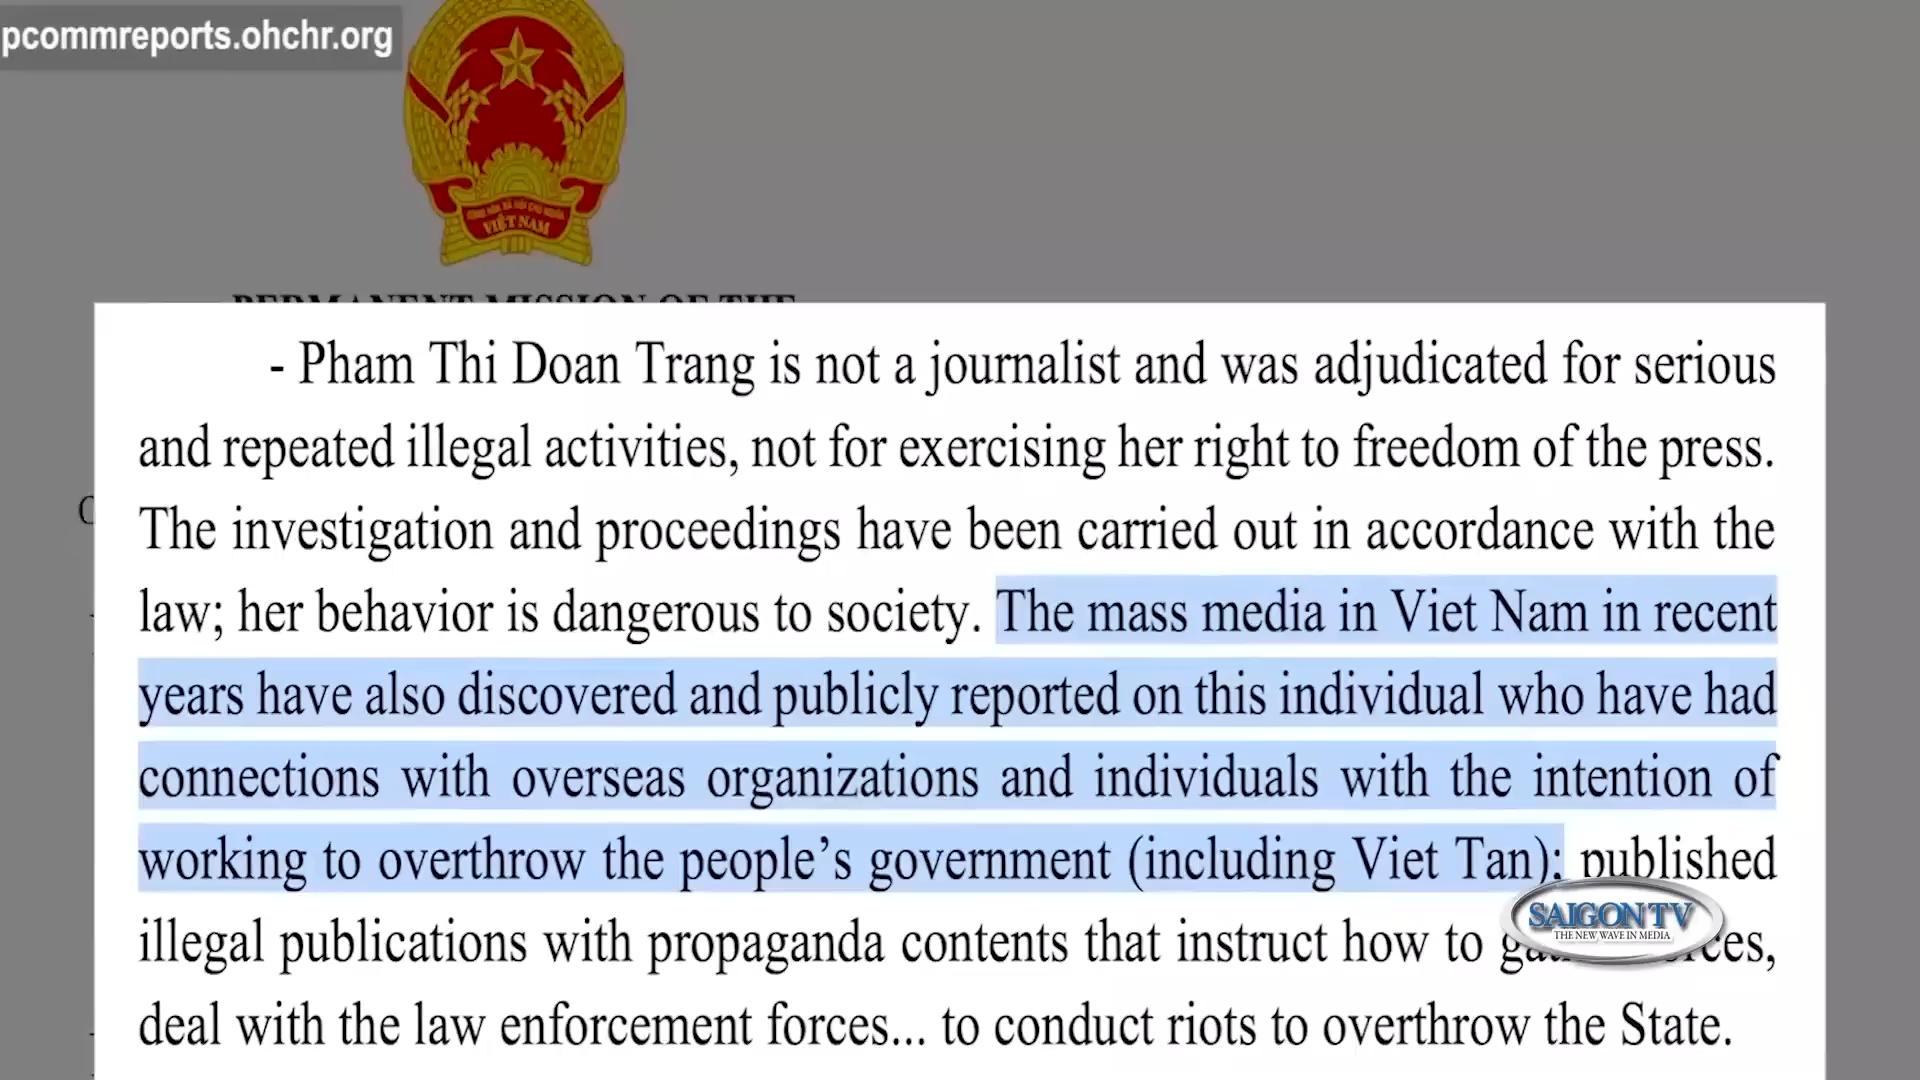 pcommreports.ohchr.org
VIỆT NAM
PERMANENT MISSION OF THE
- Pham Thi Doan Trang is not a journalist and was adjudicated for serious
and repeated illegal activities, not for exercising her right to freedom of the press.
The investigation and proceedings have been carried out in accordance with the
law; her behavior is dangerous to society. The mass media in Viet Nam in recent
years have also discovered and publicly reported on this individual who have had
connections with overseas organizations and individuals with the intention of
working to overthrow the people’s government (including Viet Tan); published
illegal publications with propaganda contents that instruct how to
deal with the law enforcement forces... to conduct riots to overthrow the State.
SAIGON TV
THE NEW WAVE IN MEDIA